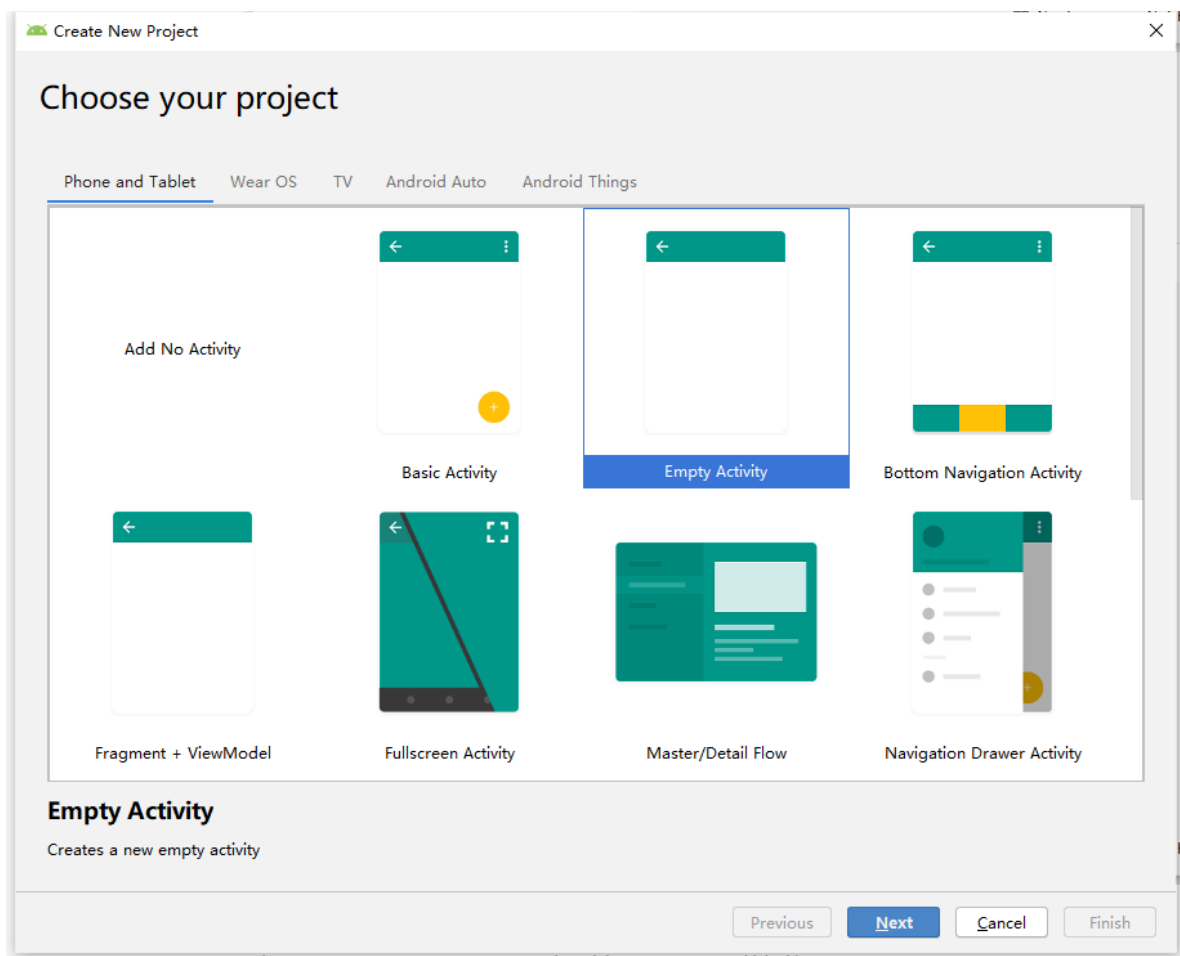 Create New Project
Choose your project
Phone and Tablet Wear OS TV Android Auto Android Things
Add No Activity
Basic Activity
Empty Activity
Bottom Navigation Activity
Fragment + ViewModel
Fullscreen Activity
Master/Detail Flow
Navigation Drawer Activity
Empty Activity
Creates a new empty activity
Previous Next Cancel Finish